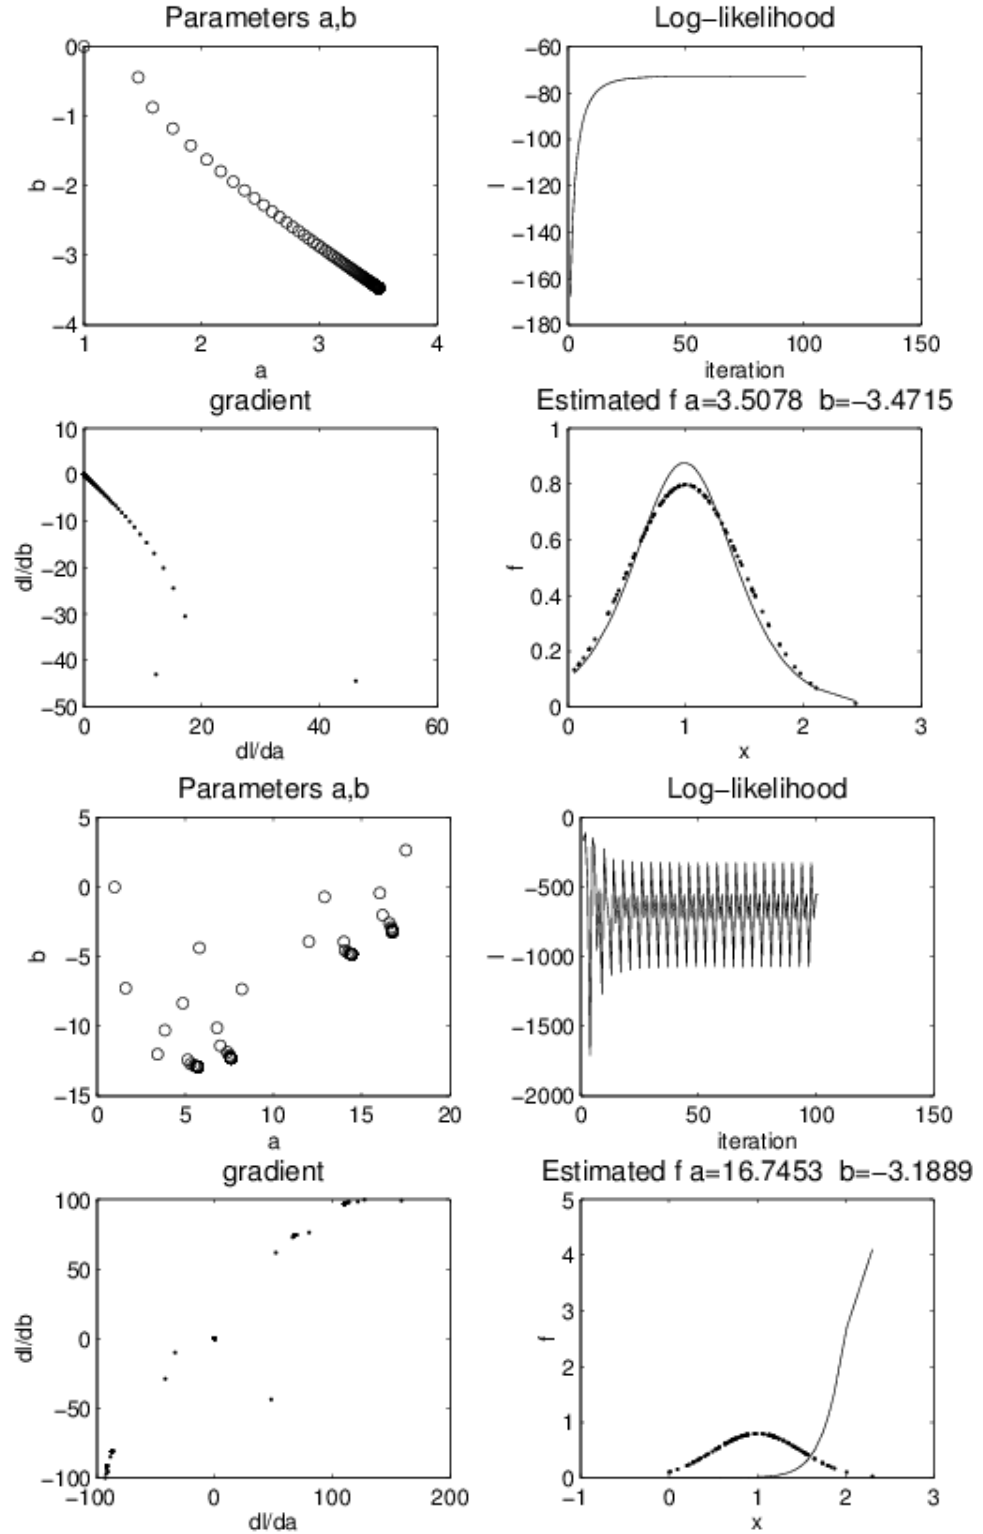 Parameters a,b
0
−1
−2
−3
−4
b
1 2 3 4
a
Log−likelihood
−60
−80
−100
−120
−140
−160
−180
l
0 50 100 150
iteration
gradient
10
0
−10
−20
−30
−40
−50
dl/db
0 20 40 60
dl/da
Estimated f a=3.5078 b=−3.4715
1
0.8
0.6
0.4
0.2
0
f
0 1 2 3
x
Parameters a,b
5
0
−5
−10
−15
b
0 5 10 15 20
a
Log−likelihood
0
−500
−1000
−1500
−2000
l
0 50 100 150
iteration
gradient
100
50
0
−50
−100
dl/db
−100 0 100 200
dl/da
Estimated f a=16.7453 b=−3.1889
5
4
3
2
1
0
f
−1 0 1 2 3
x